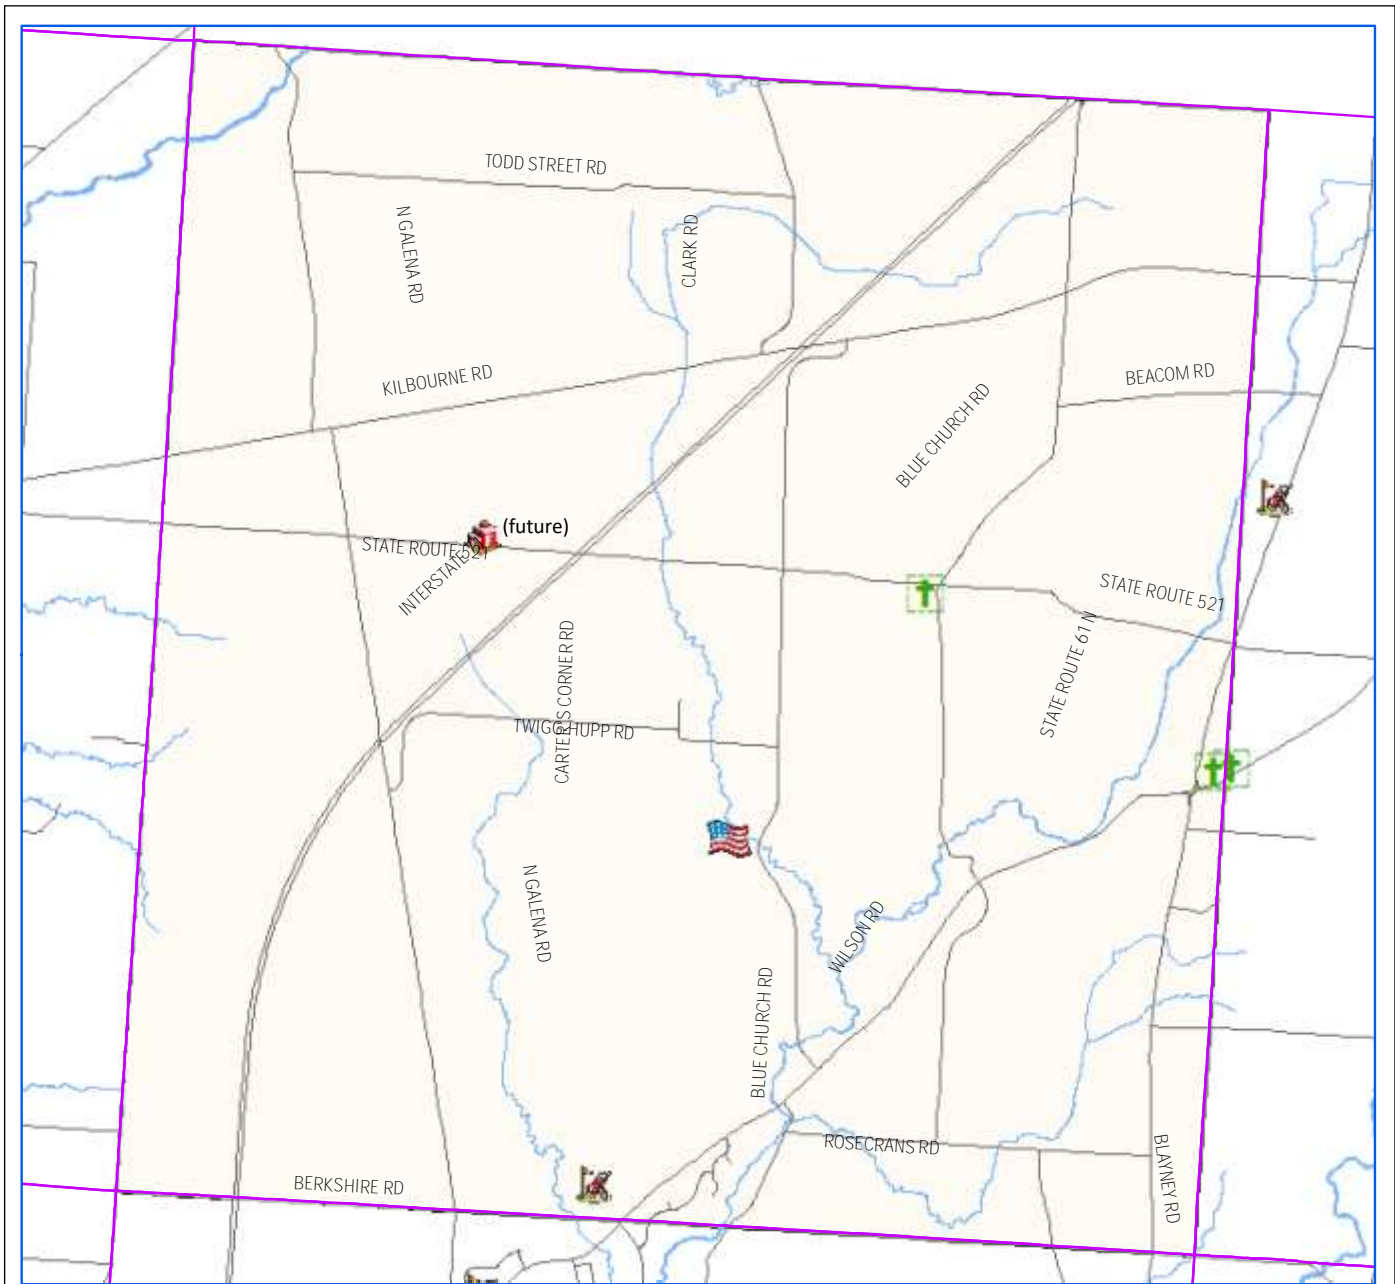 TODD STREET RD
N GALENA RD
CLARK RD
KILBOURNE RD
BEACOM RD
BLUE CHURCH RD
(future)
STATE ROUTE 521
INTERSTATE
STATE ROUTE 521
CARTER'S CORNER RD
STATE ROUTE 61 N
TWIGG HUPP RD
N GALENA RD
WILSON RD
BLUE CHURCH RD
ROSECRANS RD
BLAYNEY RD
BERKSHIRE RD